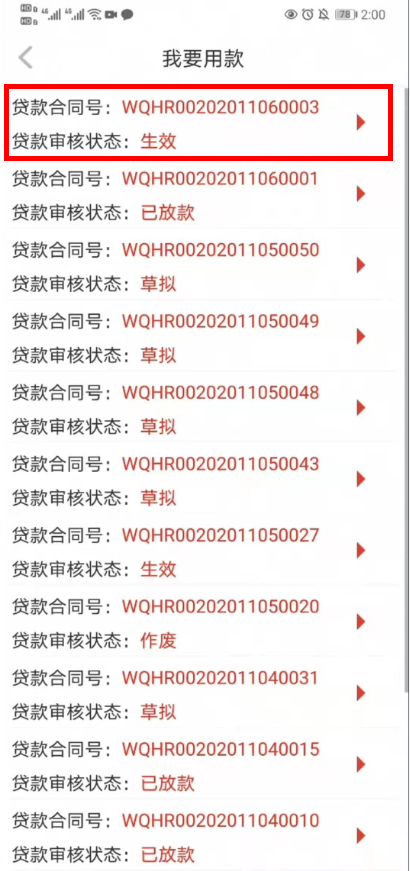 78 2:00
我要用款
贷款合同号：WQHR00202011060003
贷款审核状态：生效
贷款合同号：WQHR00202011060001
贷款审核状态：已放款
贷款合同号：WQHR00202011050050
贷款审核状态：草拟
贷款合同号：WQHR00202011050049
贷款审核状态：草拟
贷款合同号：WQHR00202011050048
贷款审核状态：草拟
贷款合同号：WQHR00202011050043
贷款审核状态：草拟
贷款合同号：WQHR00202011050027
贷款审核状态：生效
贷款合同号：WQHR00202011050020
贷款审核状态：作废
贷款合同号：WQHR00202011040031
贷款审核状态：草拟
贷款合同号：WQHR00202011040015
贷款审核状态：已放款
贷款合同号：WQHR00202011040010
贷款审核状态：已放款